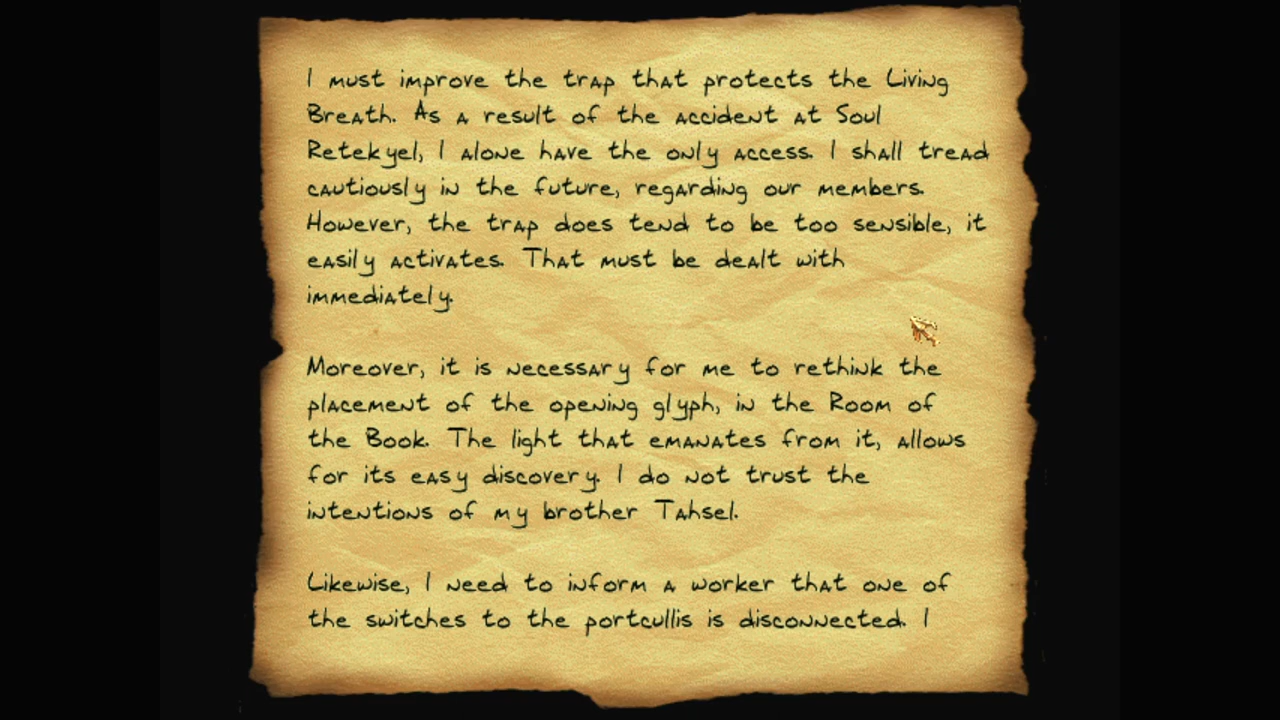 I must improve the trap that protects the Living
Breath. As a result of the accident at Soul
Retekyel, I alone have the only access. I shall tread
cautiously in the future, regarding our members.
However, the trap does tend to be too sensible, it
easily activates. That must be dealt with
immediately.
Moreover, it is necessary for me to rethink the
placement of the opening glyph, in the Room of
the Book. The light that emanates from it, allows
for its easy discovery. I do not trust the
intentions of my brother Tahsel.
Likewise, I need to inform a worker that one of
the switches to the portcullis is disconnected. I